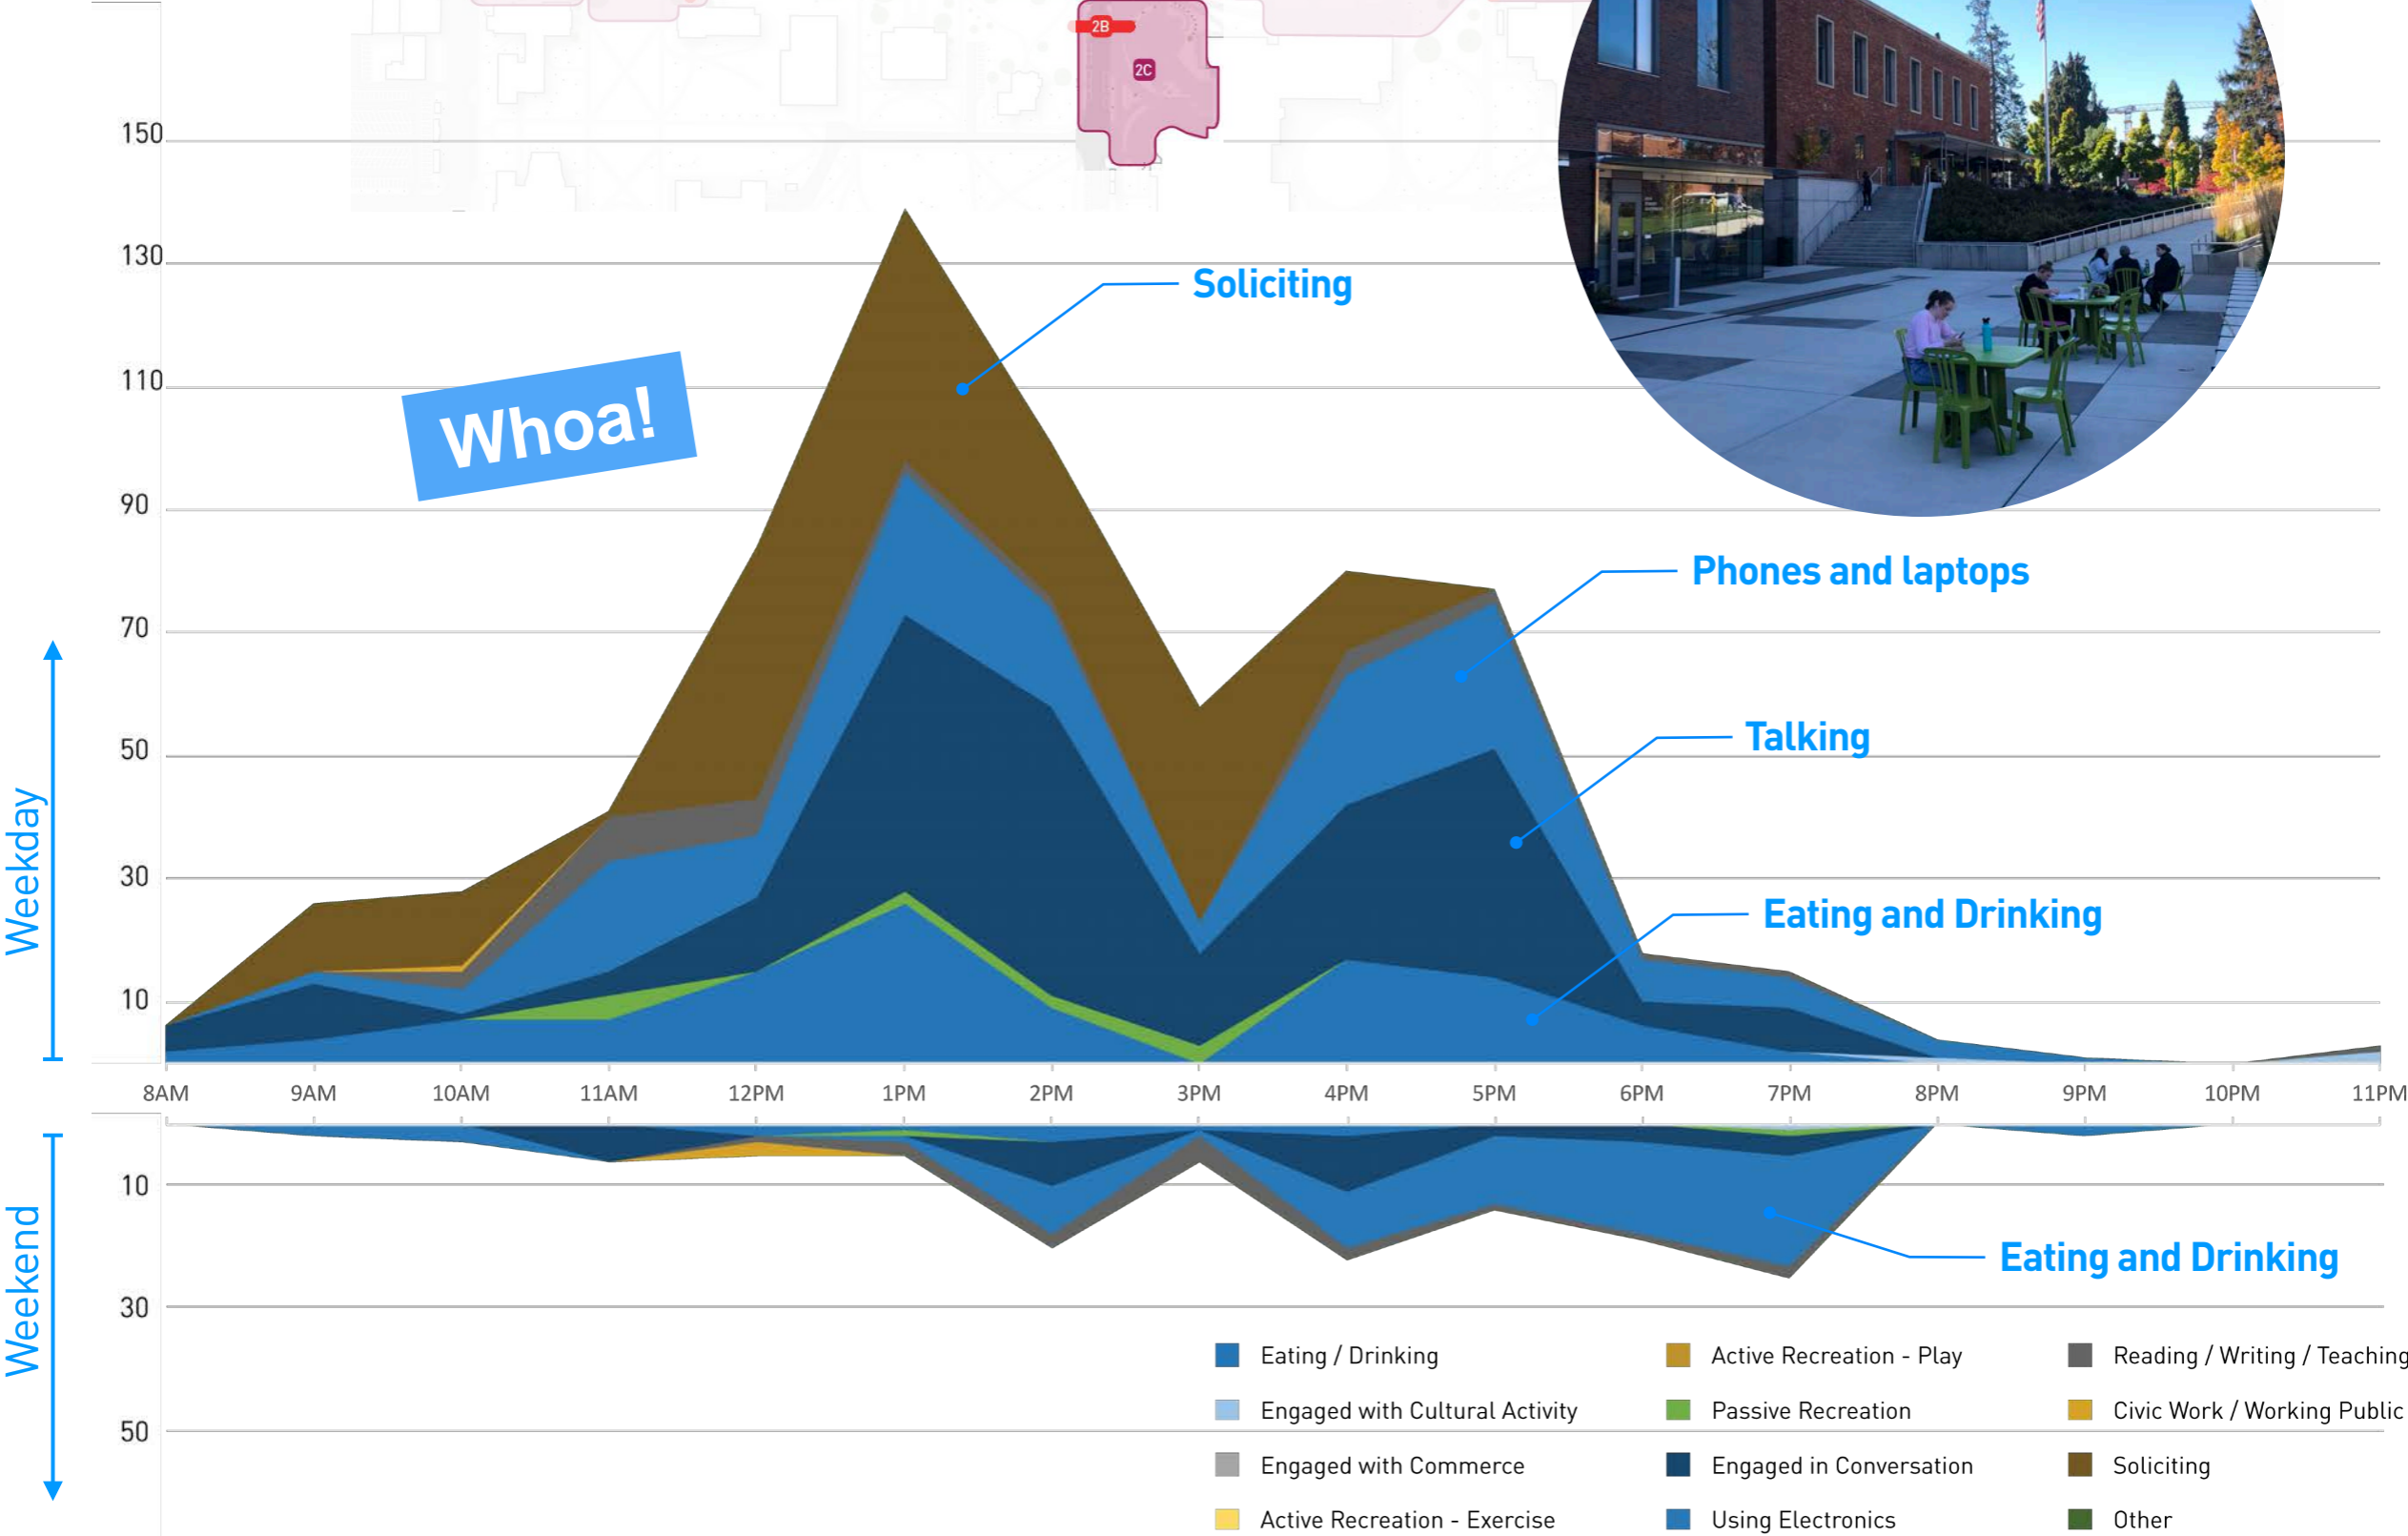 2B
2C
150
130
Soliciting
110
Whoa!
90
Phones and laptops
70
Talking
50
Weekday
30
Eating and Drinking
10
8AM 9AM 10AM 11AM 12PM 1PM 2PM 3PM 4PM 5PM 6PM 7PM 8PM 9PM 10PM 11PM
10
Weekend
Eating and Drinking
30
50
Eating / Drinking
Active Recreation - Play
Reading / Writing / Teaching
Engaged with Cultural Activity
Passive Recreation
Civic Work / Working Public
Engaged with Commerce
Engaged in Conversation
Soliciting
Active Recreation - Exercise
Using Electronics
Other